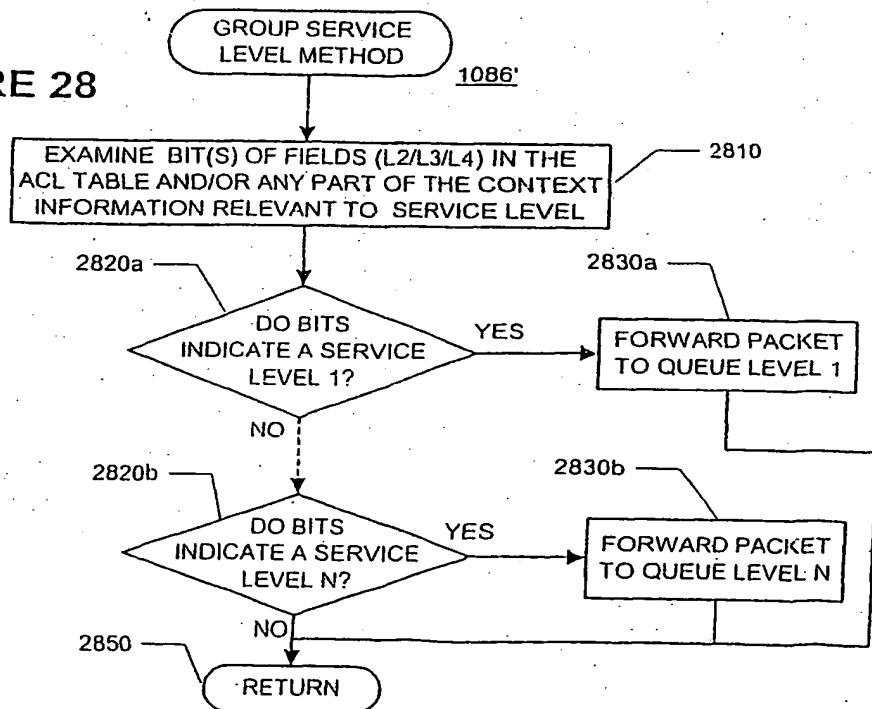 GROUP SERVICE
LEVEL METHOD
RE 28
1086'
EXAMINE BIT(S) OF FIELDS (L2/L3/L4) IN THE
ACL TABLE AND/OR ANY PART OF THE CONTEXT
INFORMATION RELEVANT TO SERVICE LEVEL
2810
2820a
2830a
DO BITS
INDICATE A SERVICE
LEVEL 1?
YES
FORWARD PACKET
TO QUEUE LEVEL 1
NO
2820b
2830b
DO BITS
INDICATE A SERVICE
LEVEL N?
YES
FORWARD PACKET
TO QUEUE LEVEL N
NO
2850
RETURN